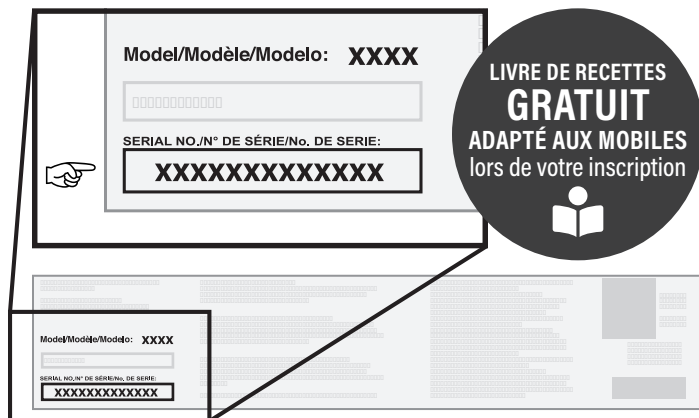 Model/Modèle/Modelo: XXXX
SERIAL NO./N° DE SÉRIE/No. DE SERIE:
XXXXXXXXXXXXX
LIVRE DE RECETTES
GRATUIT
ADAPTÉ AUX MOBILES
lors de votre inscription
Model/Modèle/Modelo: XXXX
SERIAL NO./N° DE SÉRIE/No. DE SERIE:
XXXXXXXXXXXXX